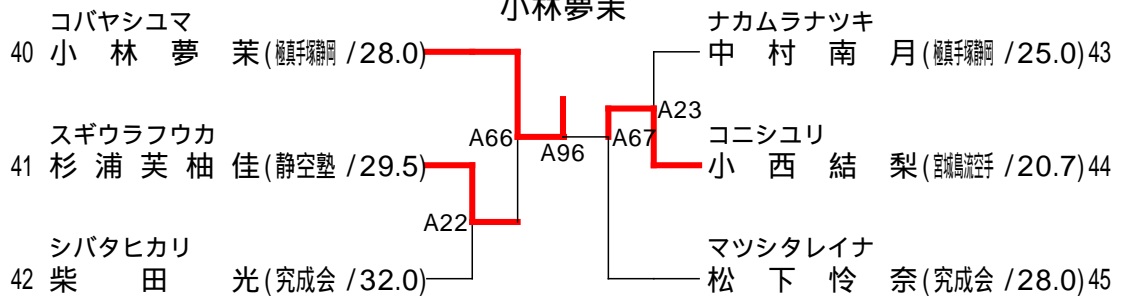 小林夢茉
コバヤシユマ
40 小林夢茉(極真手塚静岡 /28.0)
スギウラフウカ
41 杉浦芙柚佳(静空塾 /29.5)
シバタヒカリ
42 柴田光(究成会 /32.0)
A22
A66
A96
A67
A23
ナカムラナツキ
中村南月(極真手塚静岡 /25.0)43
コニシユリ
小西結梨(宮城島流空手 /20.7)44
マツシタレイナ
松下怜奈(究成会 /28.0)45